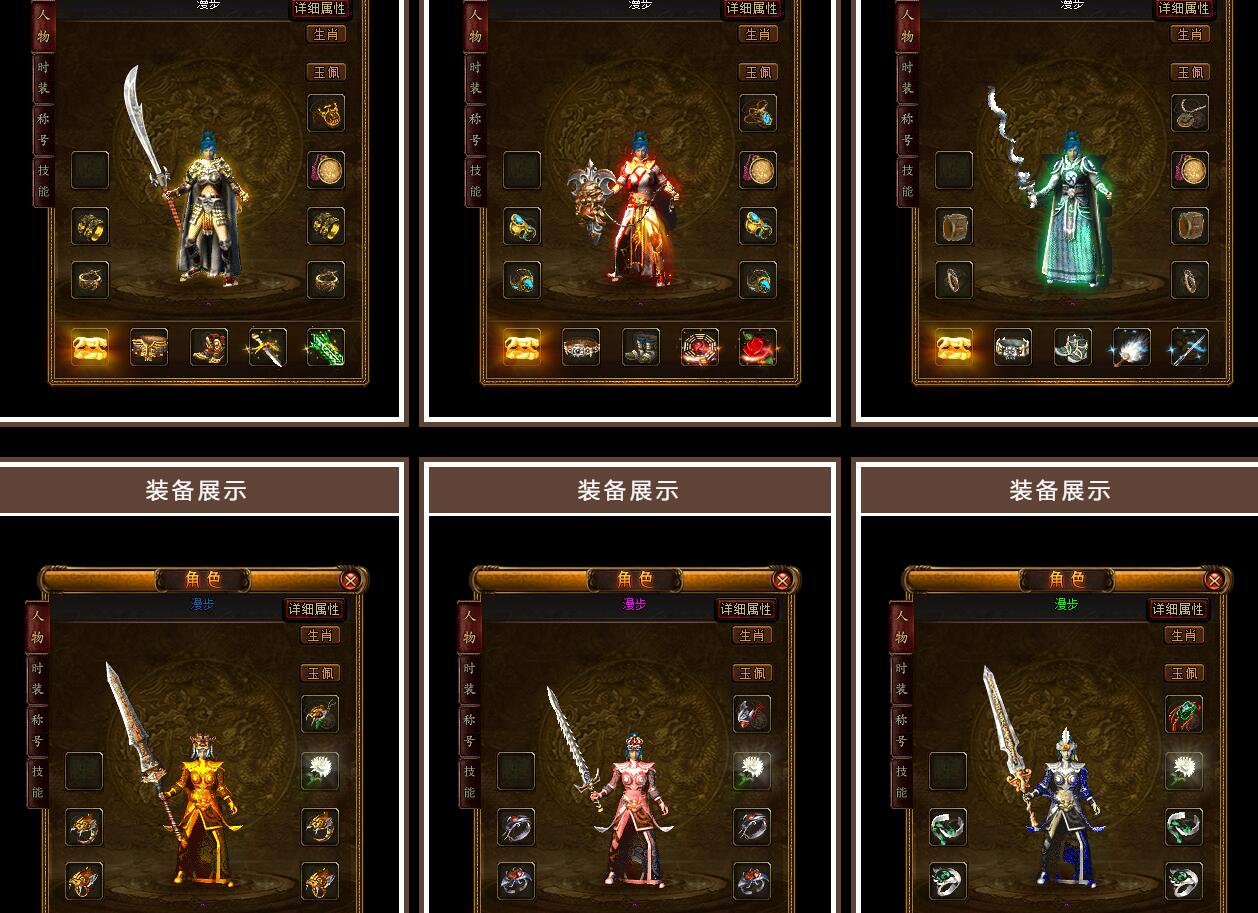 漫步
详细属性
人物
时装
称号
技能
生肖
玉佩
漫步
详细属性
人物
时装
称号
技能
生肖
玉佩
漫步
详细属性
人物
时装
称号
技能
生肖
玉佩
装备展示
装备展示
装备展示
角色
漫步
详细属性
人物
时装
称号
技能
生肖
玉佩
角色
漫步
详细属性
人物
时装
称号
技能
生肖
玉佩
角色
漫步
详细属性
人物
时装
称号
技能
生肖
玉佩